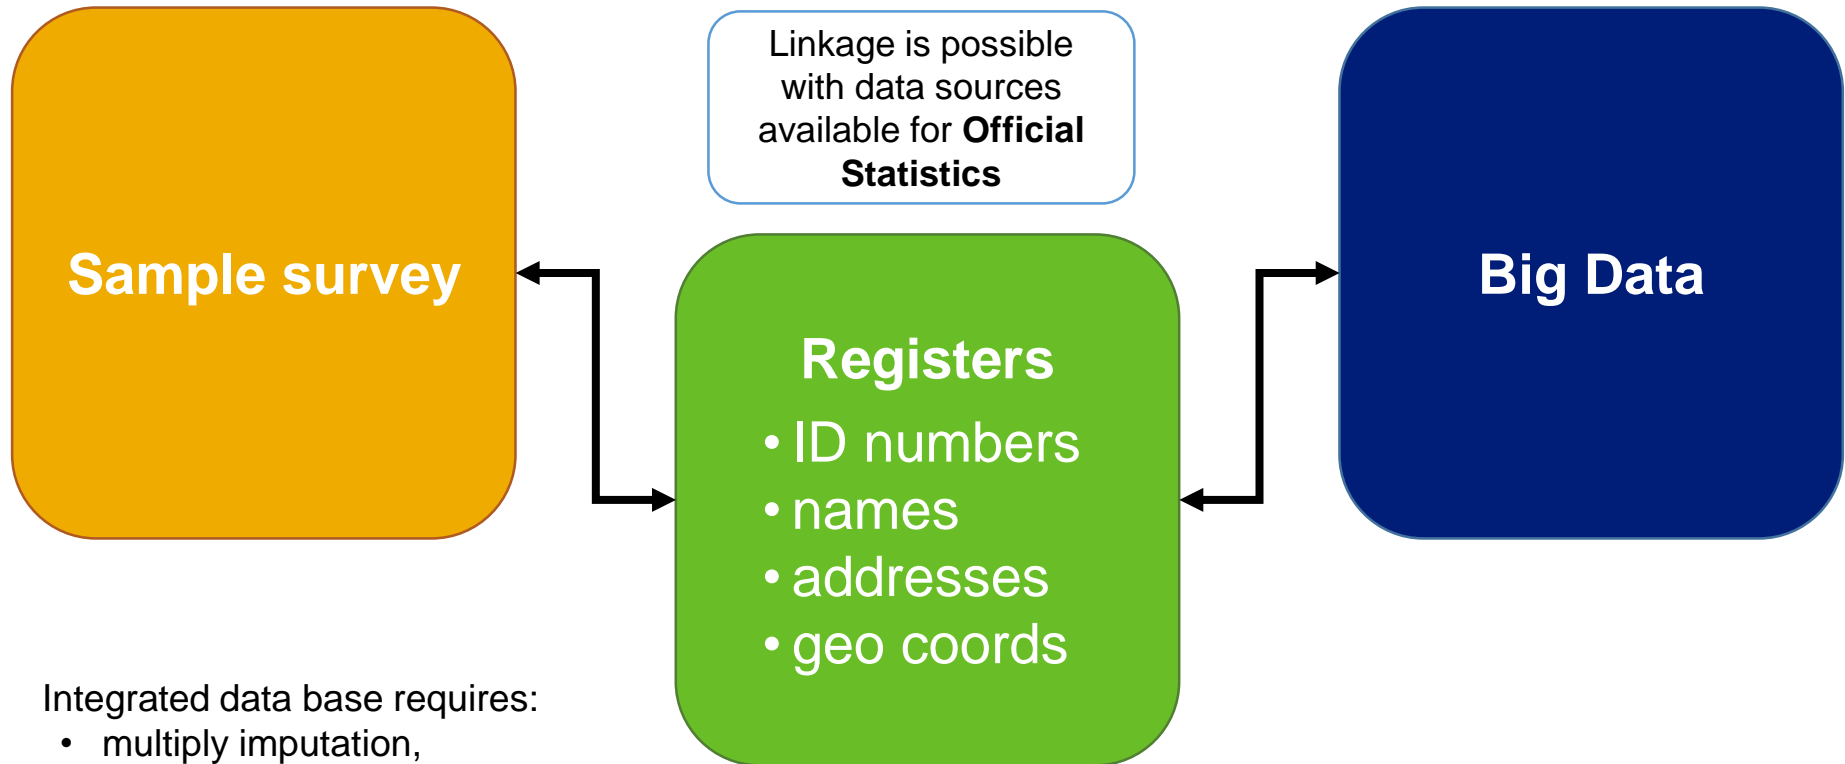 Linkage is possible
with data sources
available for Official
Statistics
Sample survey
Big Data
Registers
• ID numbers
• names
• addresses
• geo coords
Integrated data base requires:
• multiply imputation,